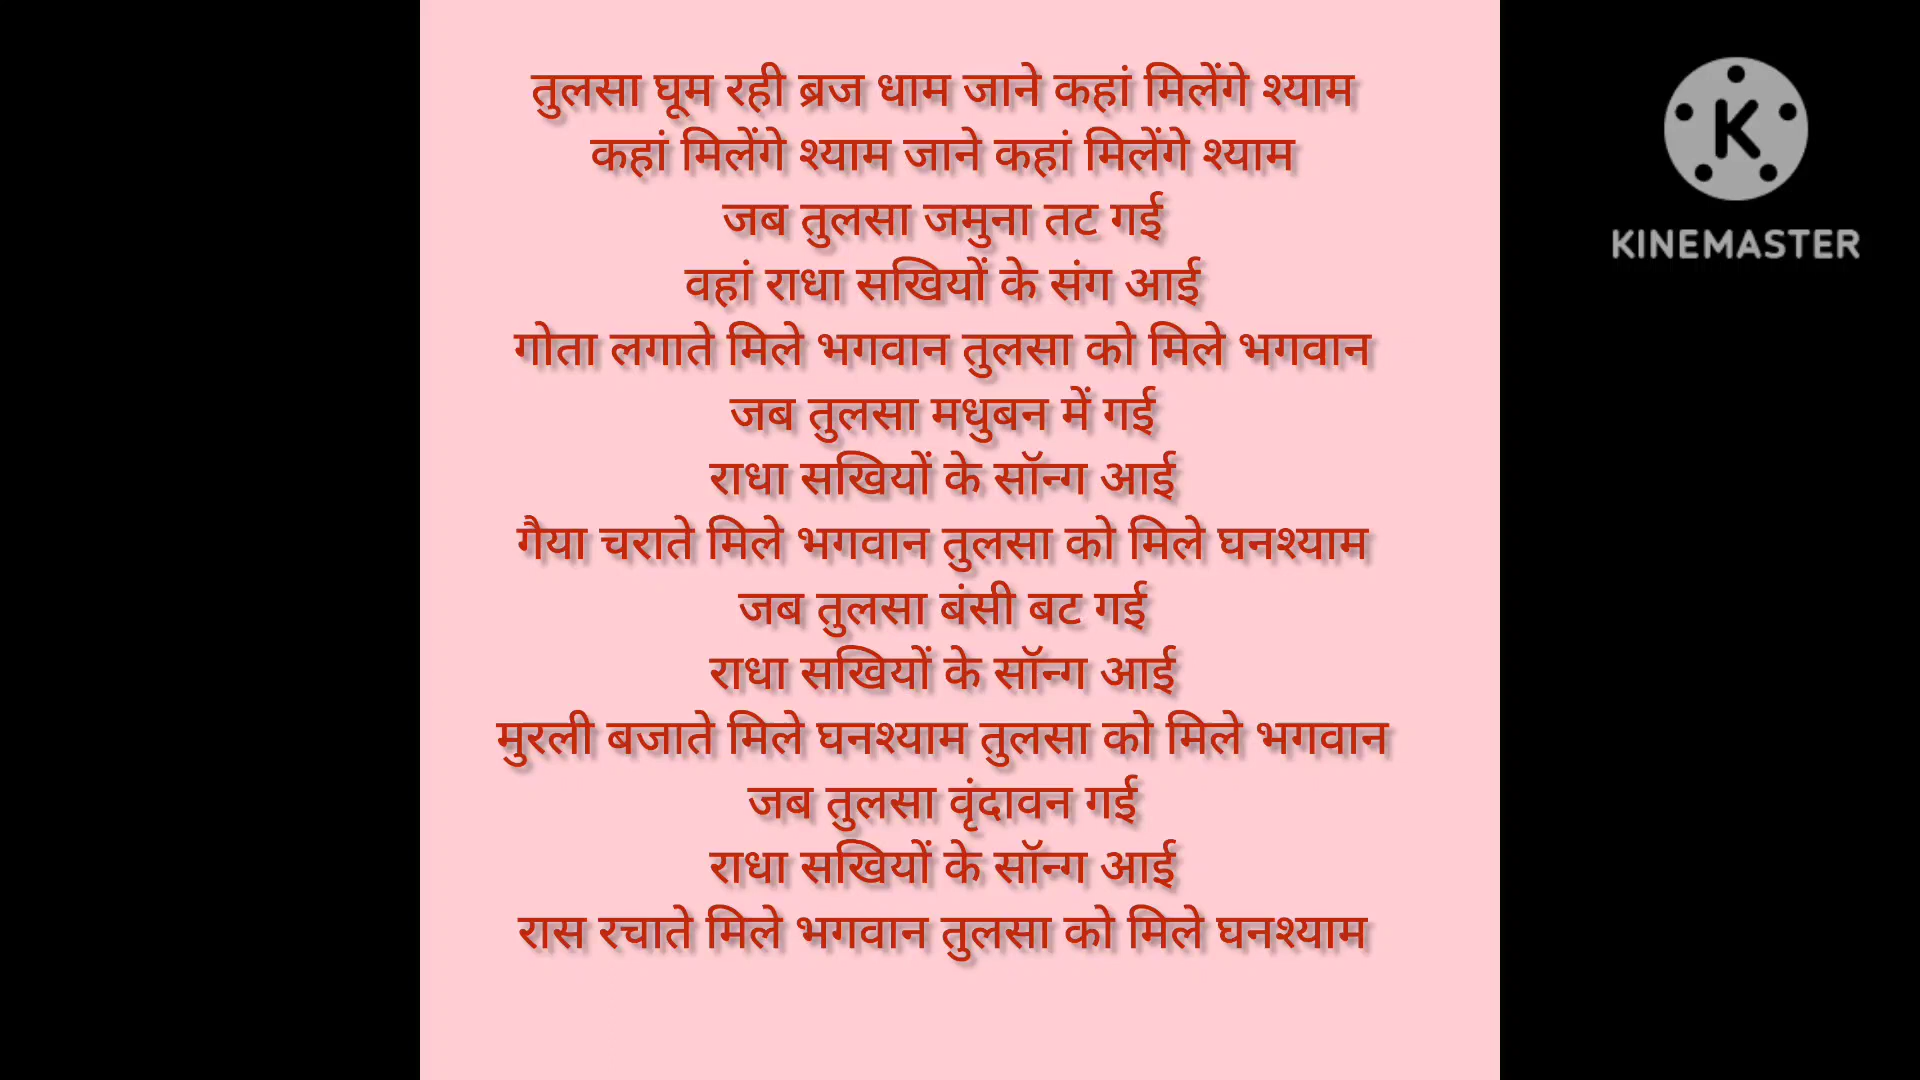 तुलसा घूम रही ब्रज धाम जाने कहां मिलेंगे श्याम
कहां मिलेंगे श्याम जाने कहां मिलेंगे श्याम
जब तुलसा जमुना तट गई
वहां राधा सखियों के संग आई
गोता लगाते मिले भगवान तुलसा को मिले भगवान
जब तुलसा मधुबन में गई
राधा सखियों के सॉन्ग आई
गैया चराते मिले भगवान तुलसा को मिले घनश्याम
जब तुलसा बंसी बट गई
राधा सखियों के सॉन्ग आई
मुरली बजाते मिले घनश्याम तुलसा को मिले भगवान
जब तुलसा वृंदावन गई
राधा सखियों के सॉन्ग आई
रास रचाते मिले भगवान तुलसा को मिले घनश्याम
K
KINEMASTER